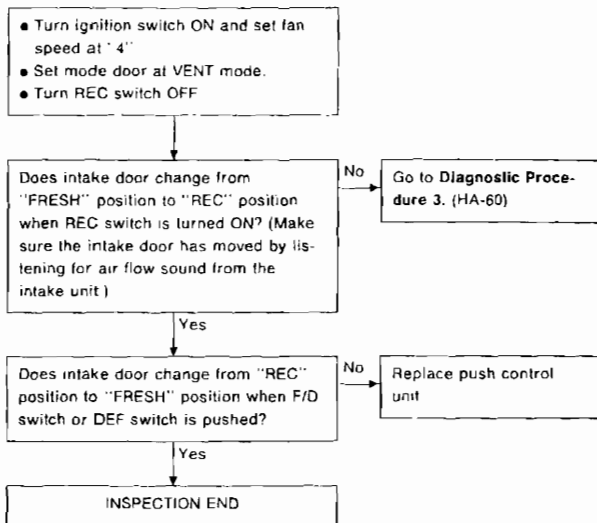 • Turn ignition switch ON and set fan
speed at "4"
• Set mode door at VENT mode.
• Turn REC switch OFF
Does intake door change from
"FRESH" position to "REC" position
when REC switch is turned ON? (Make
sure the intake door has moved by lis-
tening for air flow sound from the
intake unit)
No
Go to Diagnostic Proce-
dure 3. (HA-60)
Yes
Does intake door change from "REC"
position to "FRESH" position when F/D
switch or DEF switch is pushed?
No
Replace push control
unit
Yes
INSPECTION END